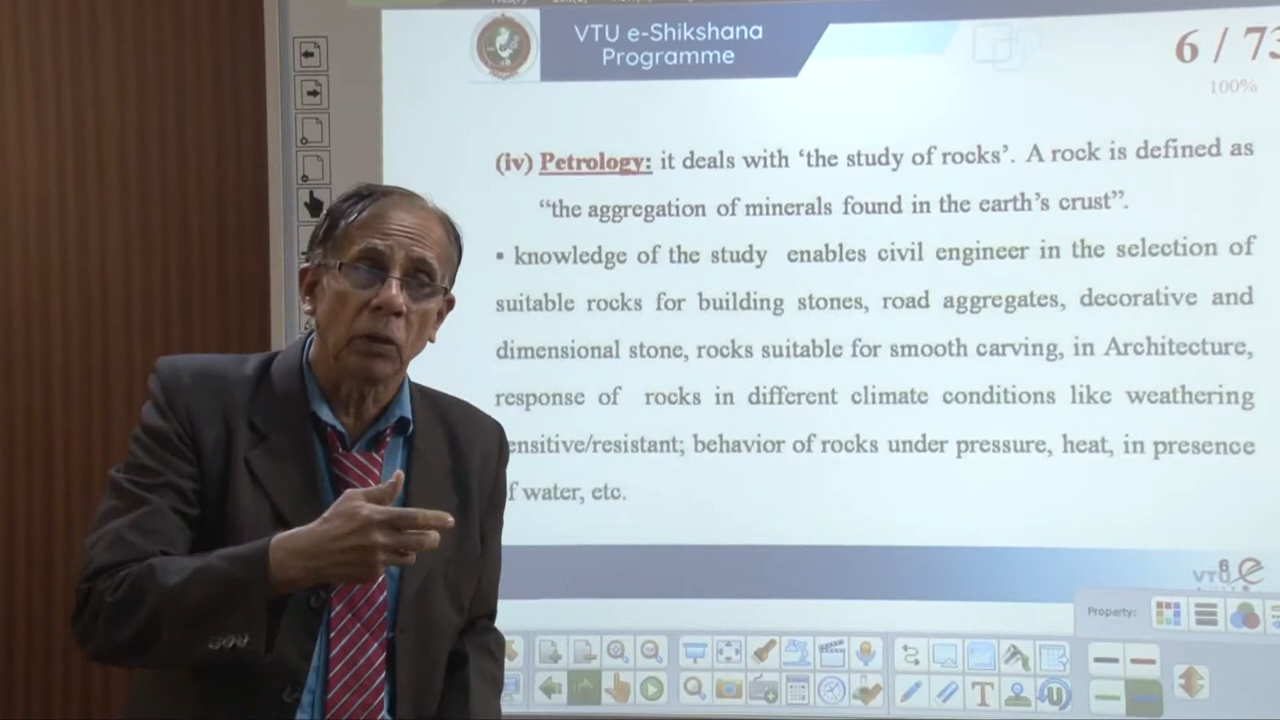 VTU e-Shikshana
Programme
6 / 73
100%
(iv) Petrology: it deals with ‘the study of rocks’. A rock is defined as
“the aggregation of minerals found in the earth’s crust”.
▪ knowledge of the study enables civil engineer in the selection of
suitable rocks for building stones, road aggregates, decorative and
dimensional stone, rocks suitable for smooth carving, in Architecture,
response of rocks in different climate conditions like weathering
ensitive/resistant; behavior of rocks under pressure, heat, in presence
f water, etc.
6
VTU e
Property: